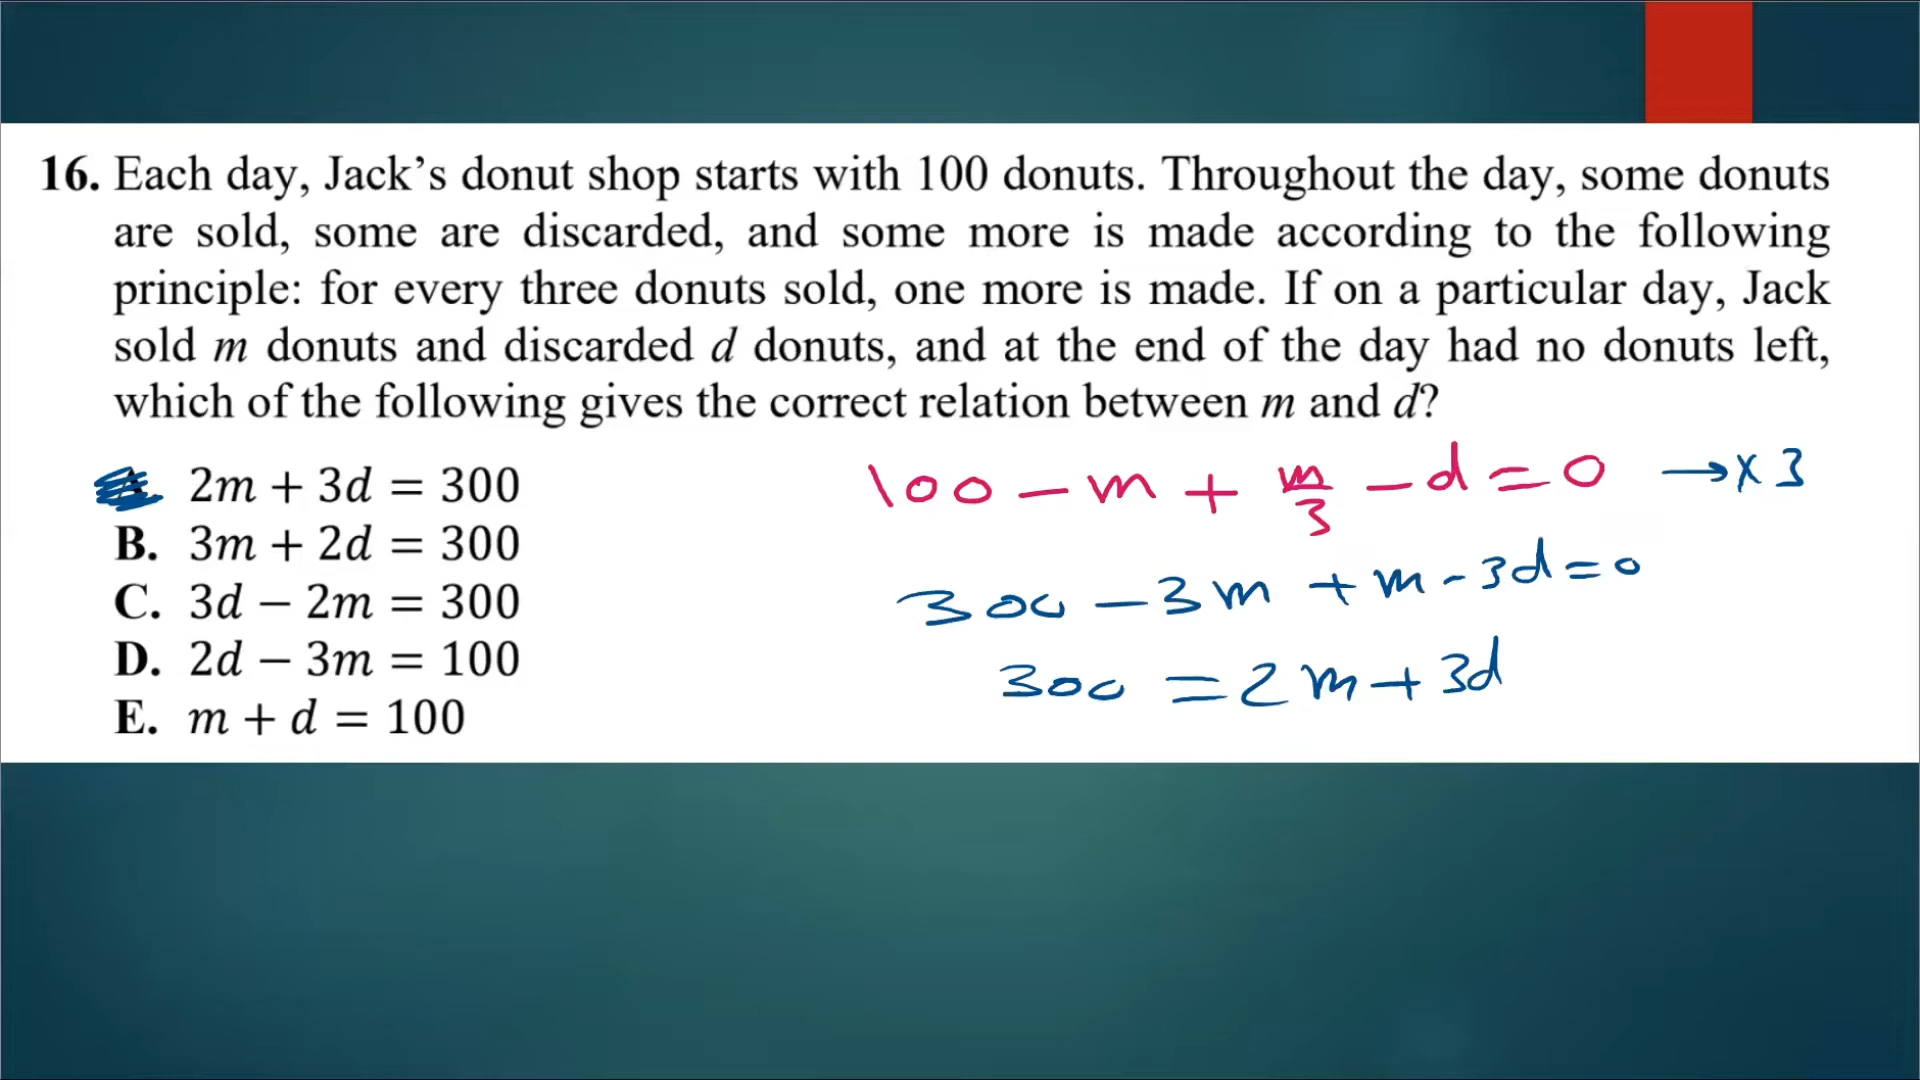 16. Each day, Jack's donut shop starts with 100 donuts. Throughout the day, some donuts
are sold, some are discarded, and some more is made according to the following
principle: for every three donuts sold, one more is made. If on a particular day, Jack
sold m donuts and discarded d donuts, and at the end of the day had no donuts left,
which of the following gives the correct relation between m and d?
2m + 3d = 300
B. 3m + 2d = 300
C. 3d − 2m = 300
D. 2d − 3m = 100
E. m + d = 100
100 − m + m/3 − d = 0 → × 3
300 − 3m + m − 3d = 0
300 = 2m + 3d